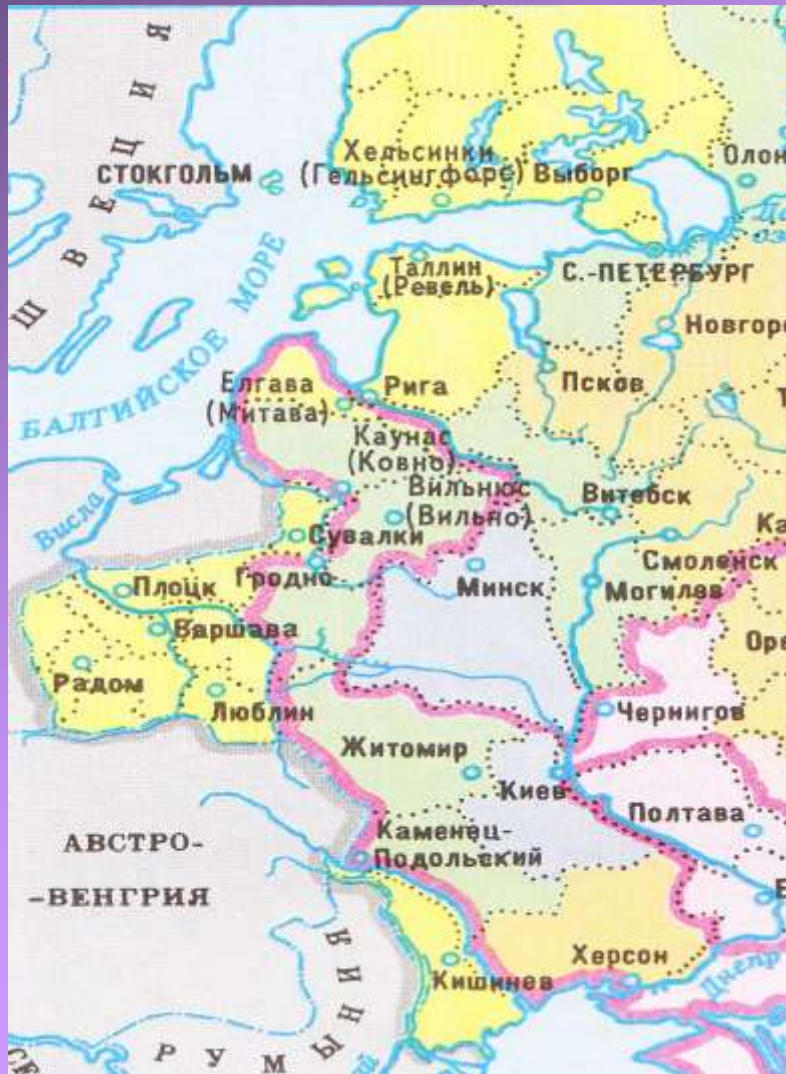 ШВЕЦИЯ
СТОКГОЛЬМ
Хельсинки
(Гельсингфорс)
Выборг
БАЛТИЙСКОЕ МОРЕ
Таллин
(Ревель)
С.-ПЕТЕРБУРГ
Псков
Елгава
(Митава)
Рига
Каунас
(Ковно)
Вильнюс
(Вильно)
Витебск
Висла
Сувалки
Смоленск
Плоцк
Гродно
Минск
Могилев
Варшава
Радом
Люблин
Чернигов
Житомир
Киев
Полтава
АВСТРО-
-ВЕНГРИЯ
Каменец-
Подольский
Кишинев
Херсон
Днепр
РУМЫНИЯ